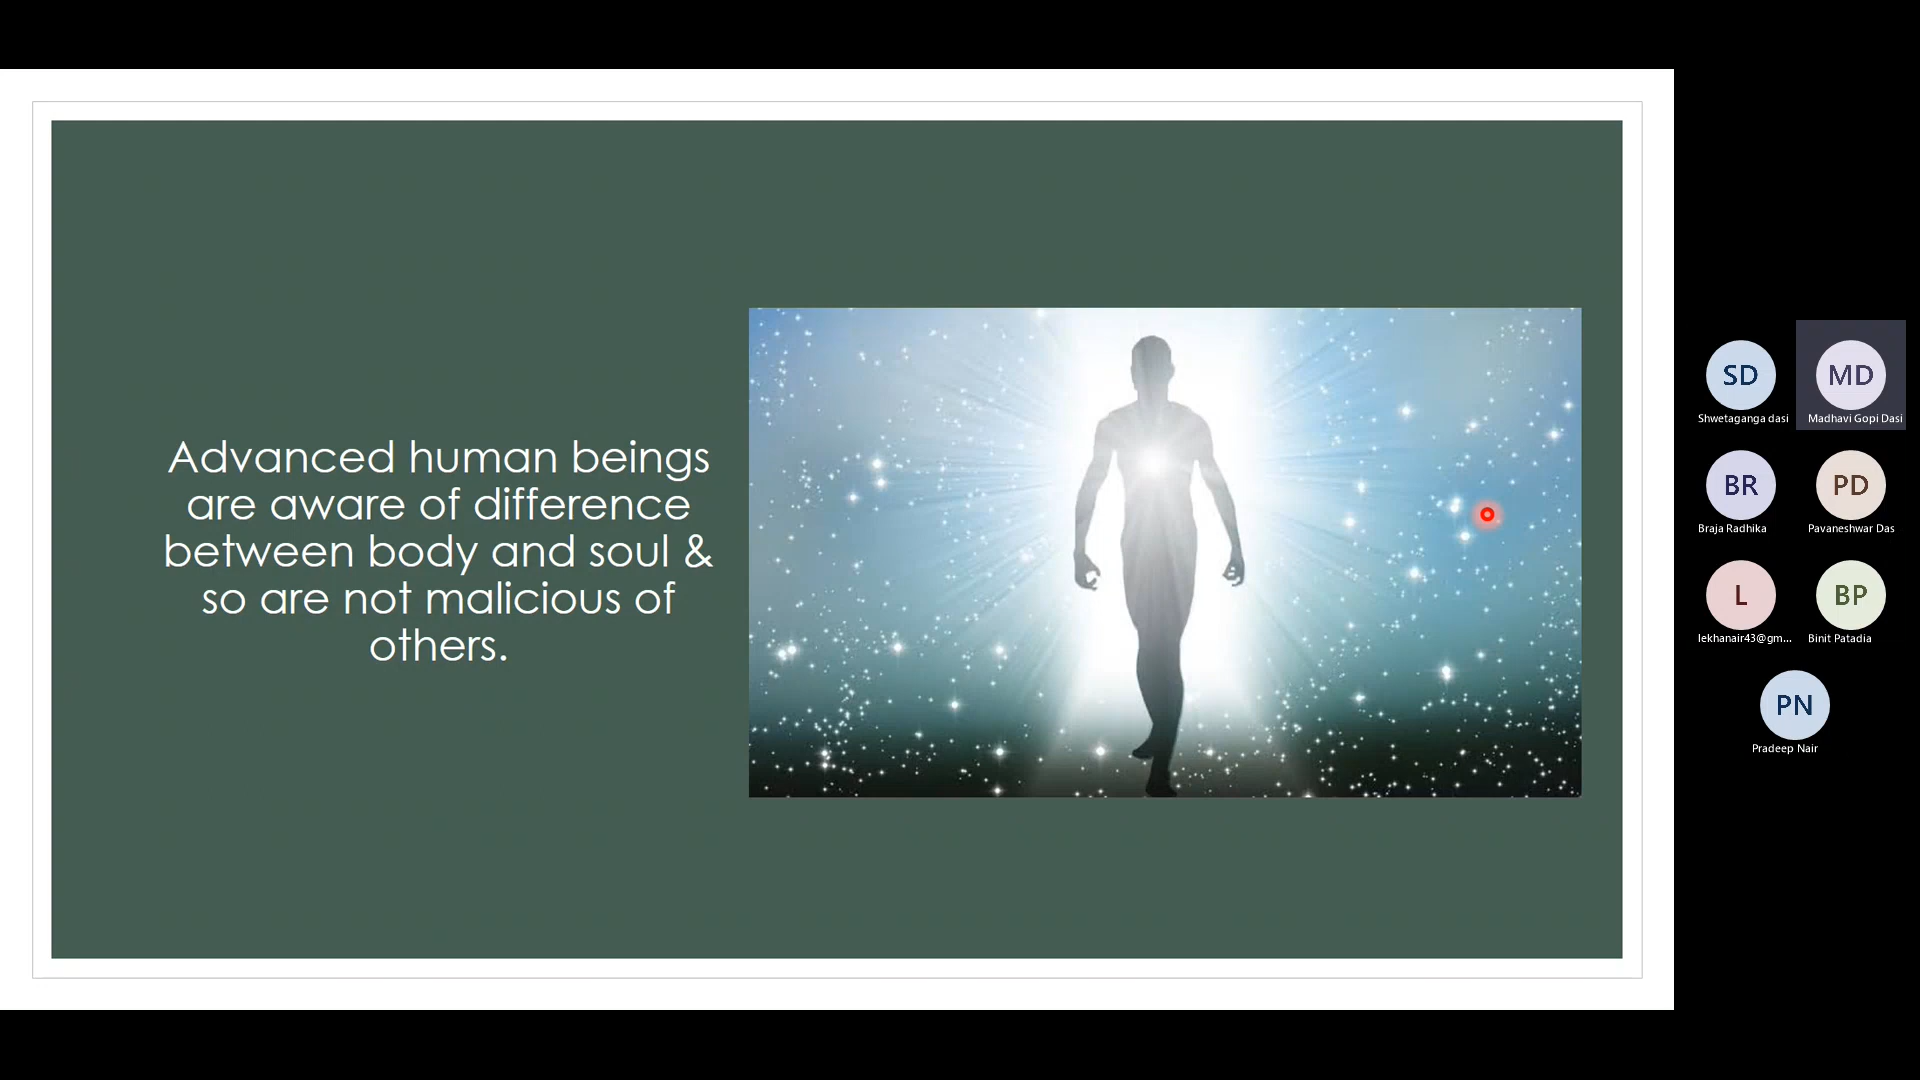 Advanced human beings
are aware of difference
between body and soul &
so are not malicious of
others.
SD
Shwetaganga dasi
MD
Madhavi Gopi Dasi
BR
Braja Radhika
PD
Pavaneshwar Das
L
lekhanair43@gm...
BP
Binit Patadia
PN
Pradeep Nair